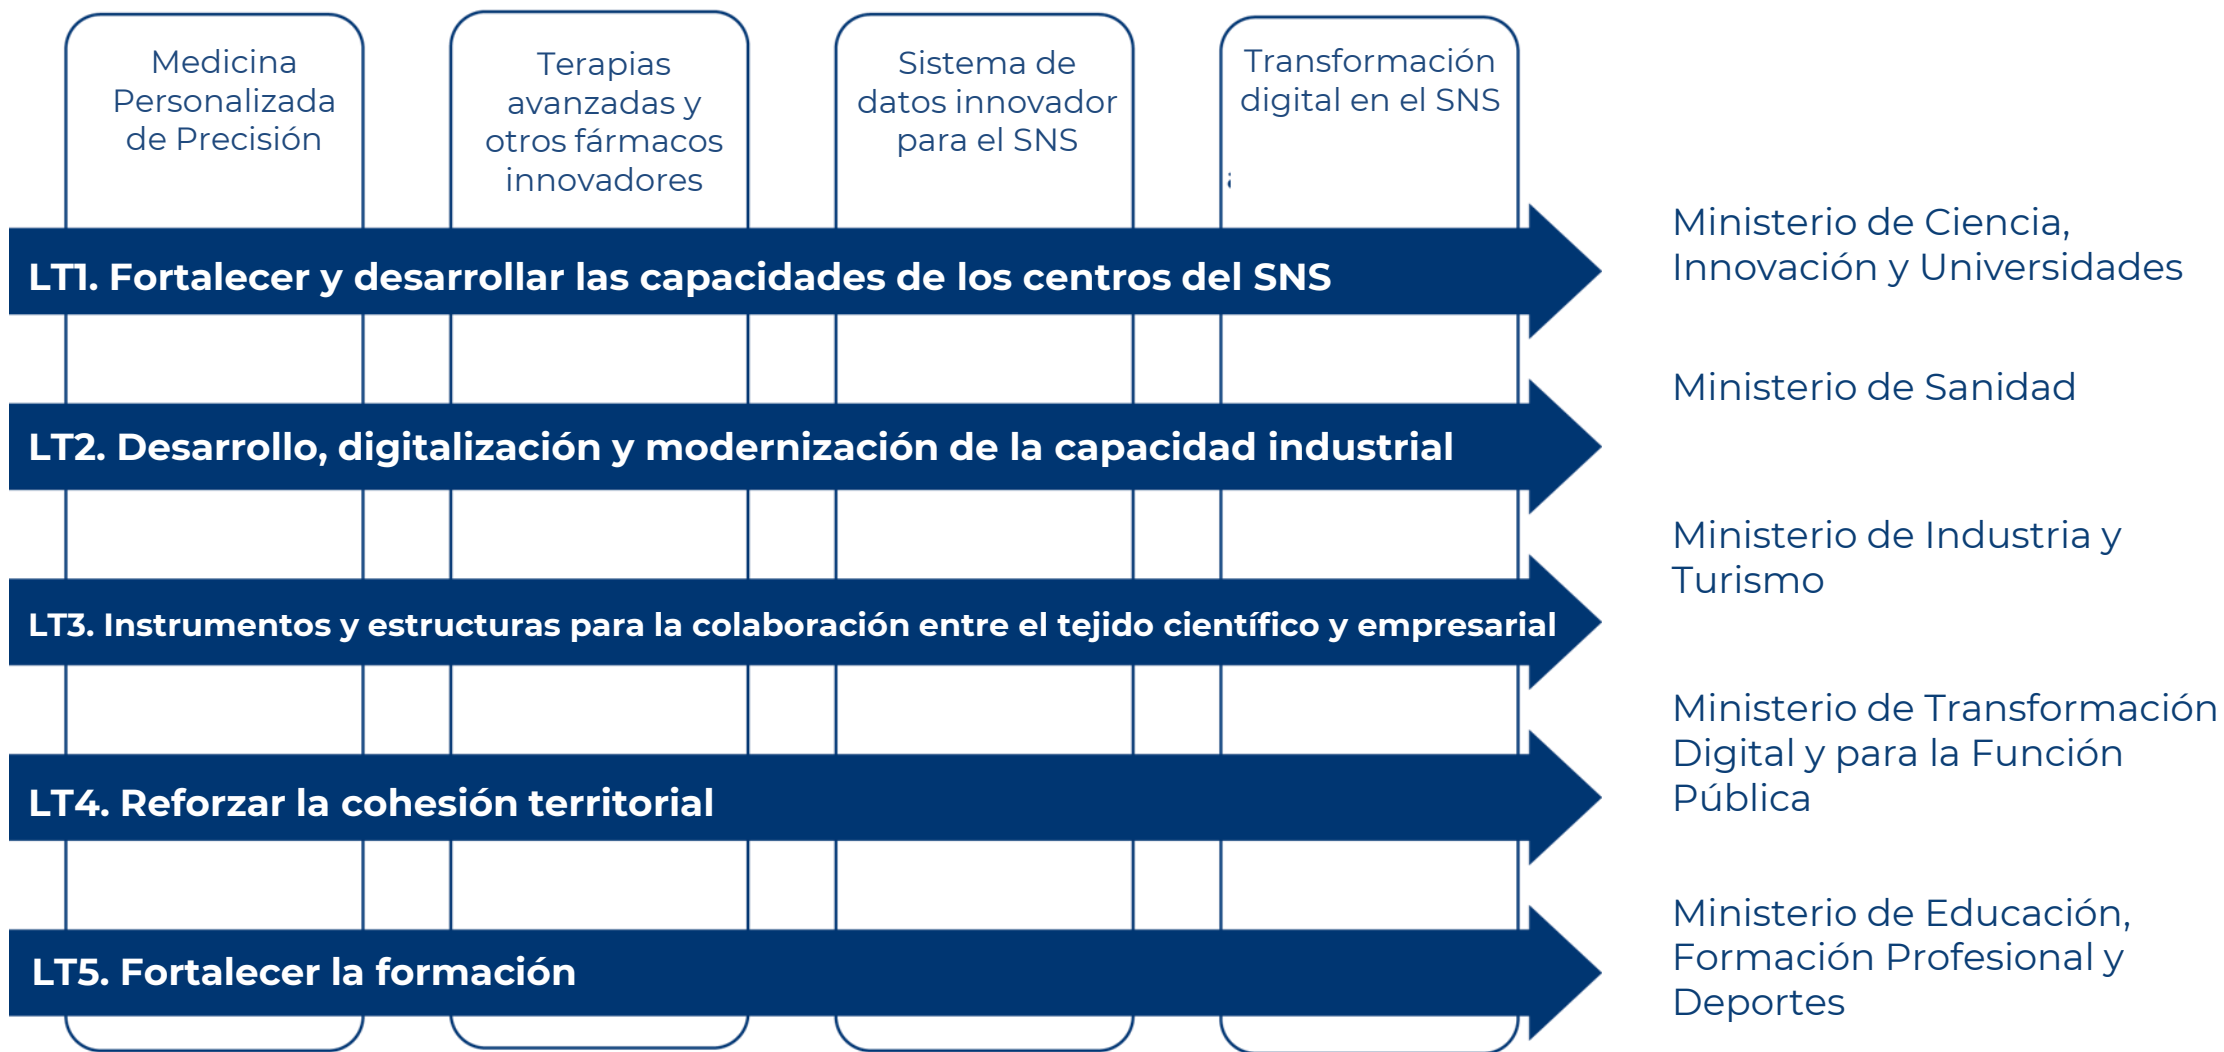 Medicina
Personalizada
de Precisión
Terapias
avanzadas y
otros fármacos
innovadores
Sistema de
datos innovador
para el SNS
Transformación
digital en el SNS
LT1. Fortalecer y desarrollar las capacidades de los centros del SNS
LT2. Desarrollo, digitalización y modernización de la capacidad industrial
LT3. Instrumentos y estructuras para la colaboración entre el tejido científico y empresarial
LT4. Reforzar la cohesión territorial
LT5. Fortalecer la formación
Ministerio de Ciencia,
Innovación y Universidades
Ministerio de Sanidad
Ministerio de Industria y
Turismo
Ministerio de Transformación
Digital y para la Función
Pública
Ministerio de Educación,
Formación Profesional y
Deportes